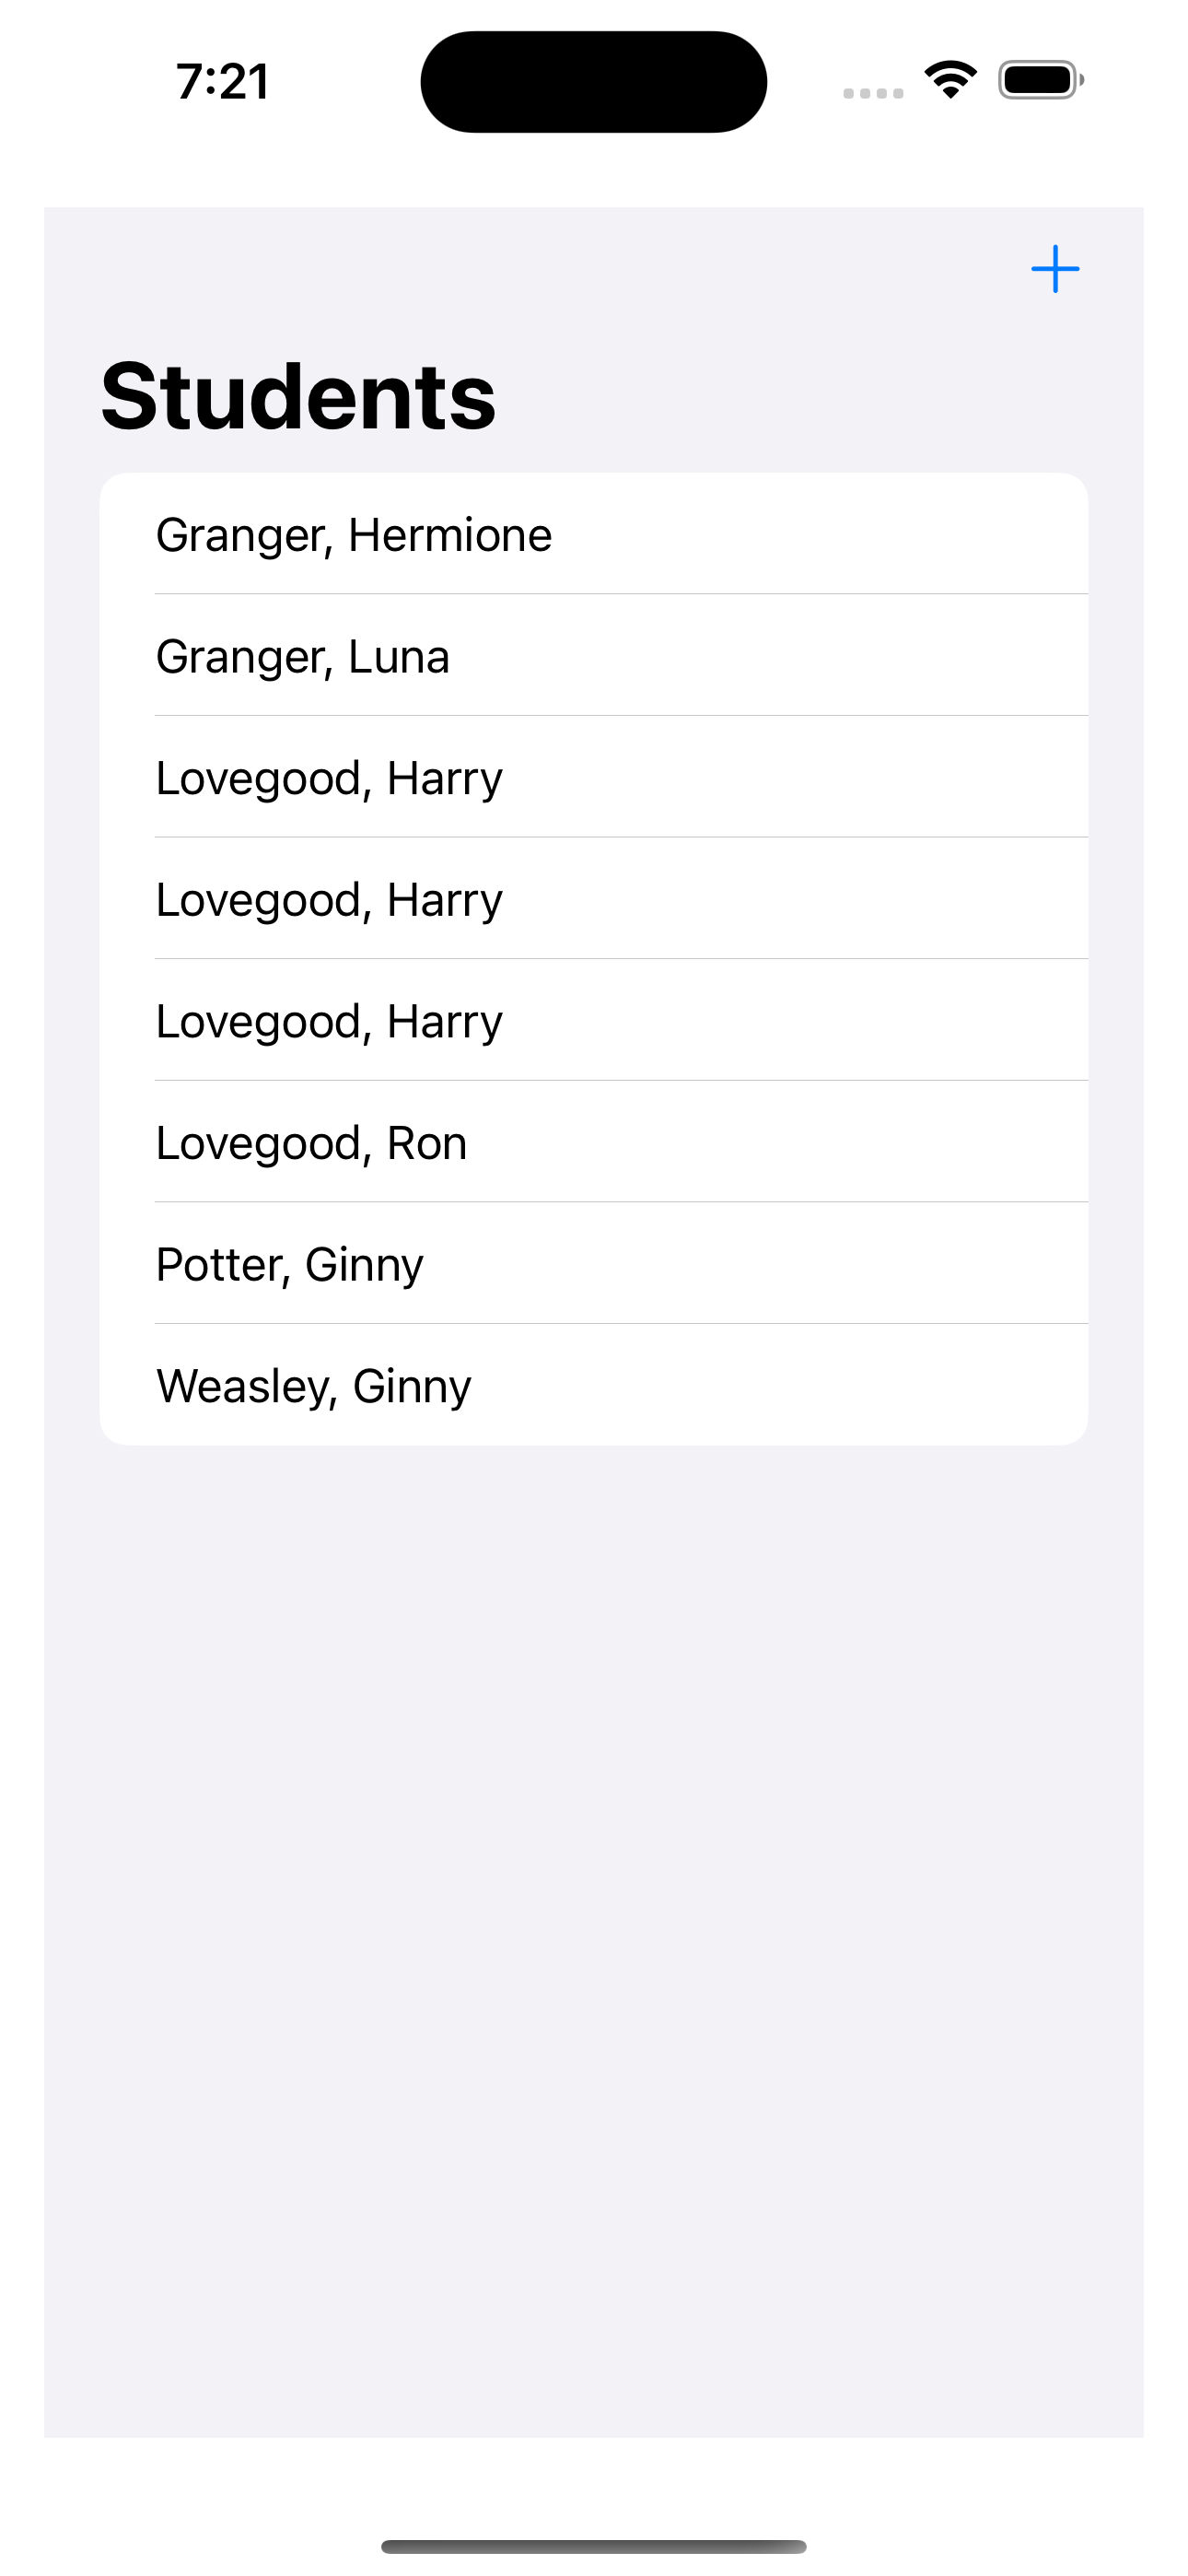 7:21
Students
Granger, Hermione
Granger, Luna
Lovegood, Harry
Lovegood, Harry
Lovegood, Harry
Lovegood, Ron
Potter, Ginny
Weasley, Ginny